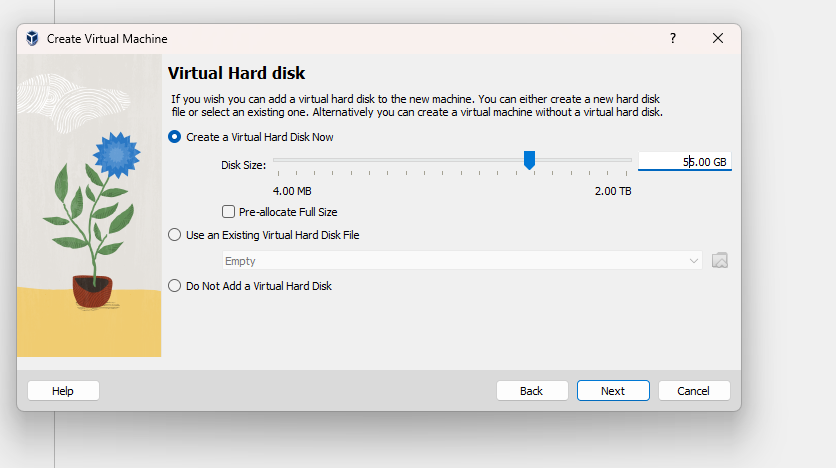 Create Virtual Machine
?
Virtual Hard disk
If you wish you can add a virtual hard disk to the new machine. You can either create a new hard disk
file or select an existing one. Alternatively you can create a virtual machine without a virtual hard disk.
Create a Virtual Hard Disk Now
Disk Size:
55.00 GB
4.00 MB
2.00 TB
Pre-allocate Full Size
Use an Existing Virtual Hard Disk File
Empty
Do Not Add a Virtual Hard Disk
Help
Back
Next
Cancel